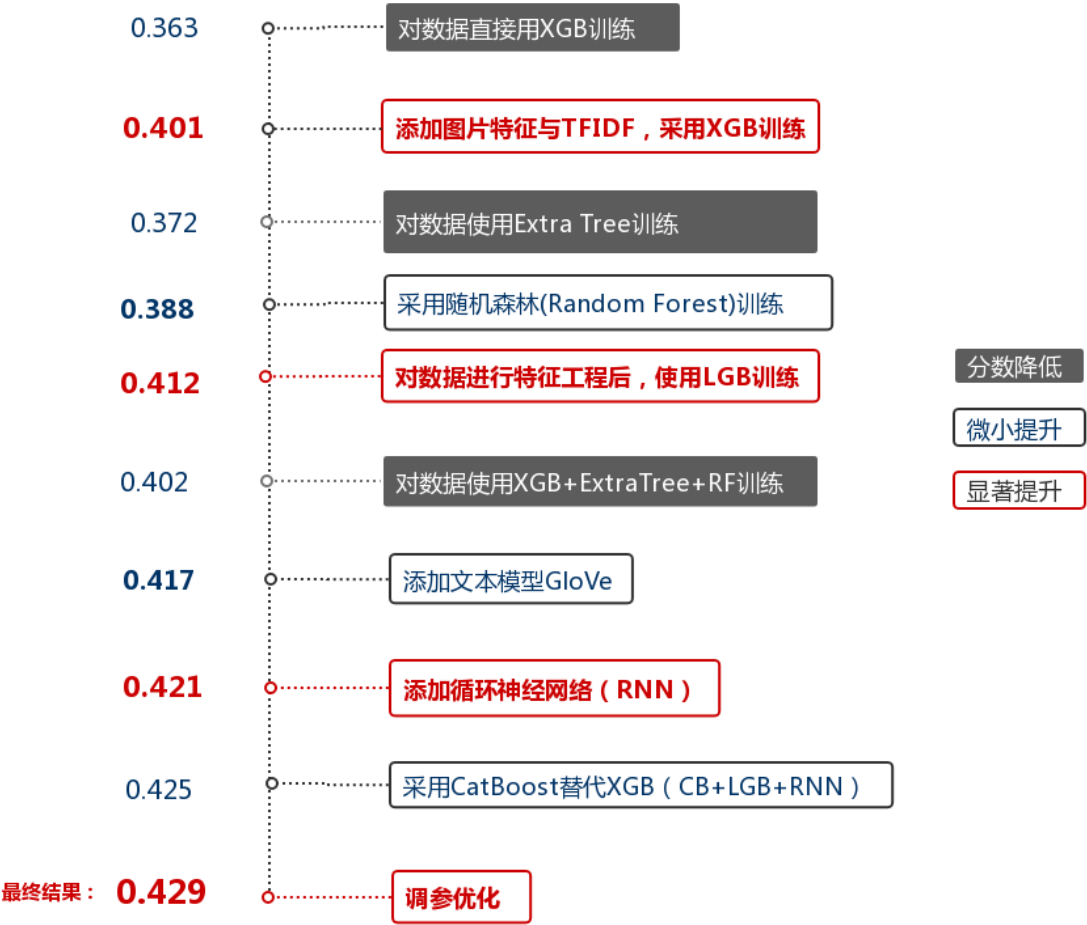 0.363
对数据直接用XGB训练
0.401
添加图片特征与TFIDF，采用XGB训练
0.372
对数据使用Extra Tree训练
0.388
采用随机森林(Random Forest)训练
0.412
对数据进行特征工程后，使用LGB训练
0.402
对数据使用XGB+ExtraTree+RF训练
0.417
添加文本模型GloVe
0.421
添加循环神经网络（RNN）
0.425
采用CatBoost替代XGB（CB+LGB+RNN）
最终结果：
0.429
调参优化
分数降低
微小提升
显著提升